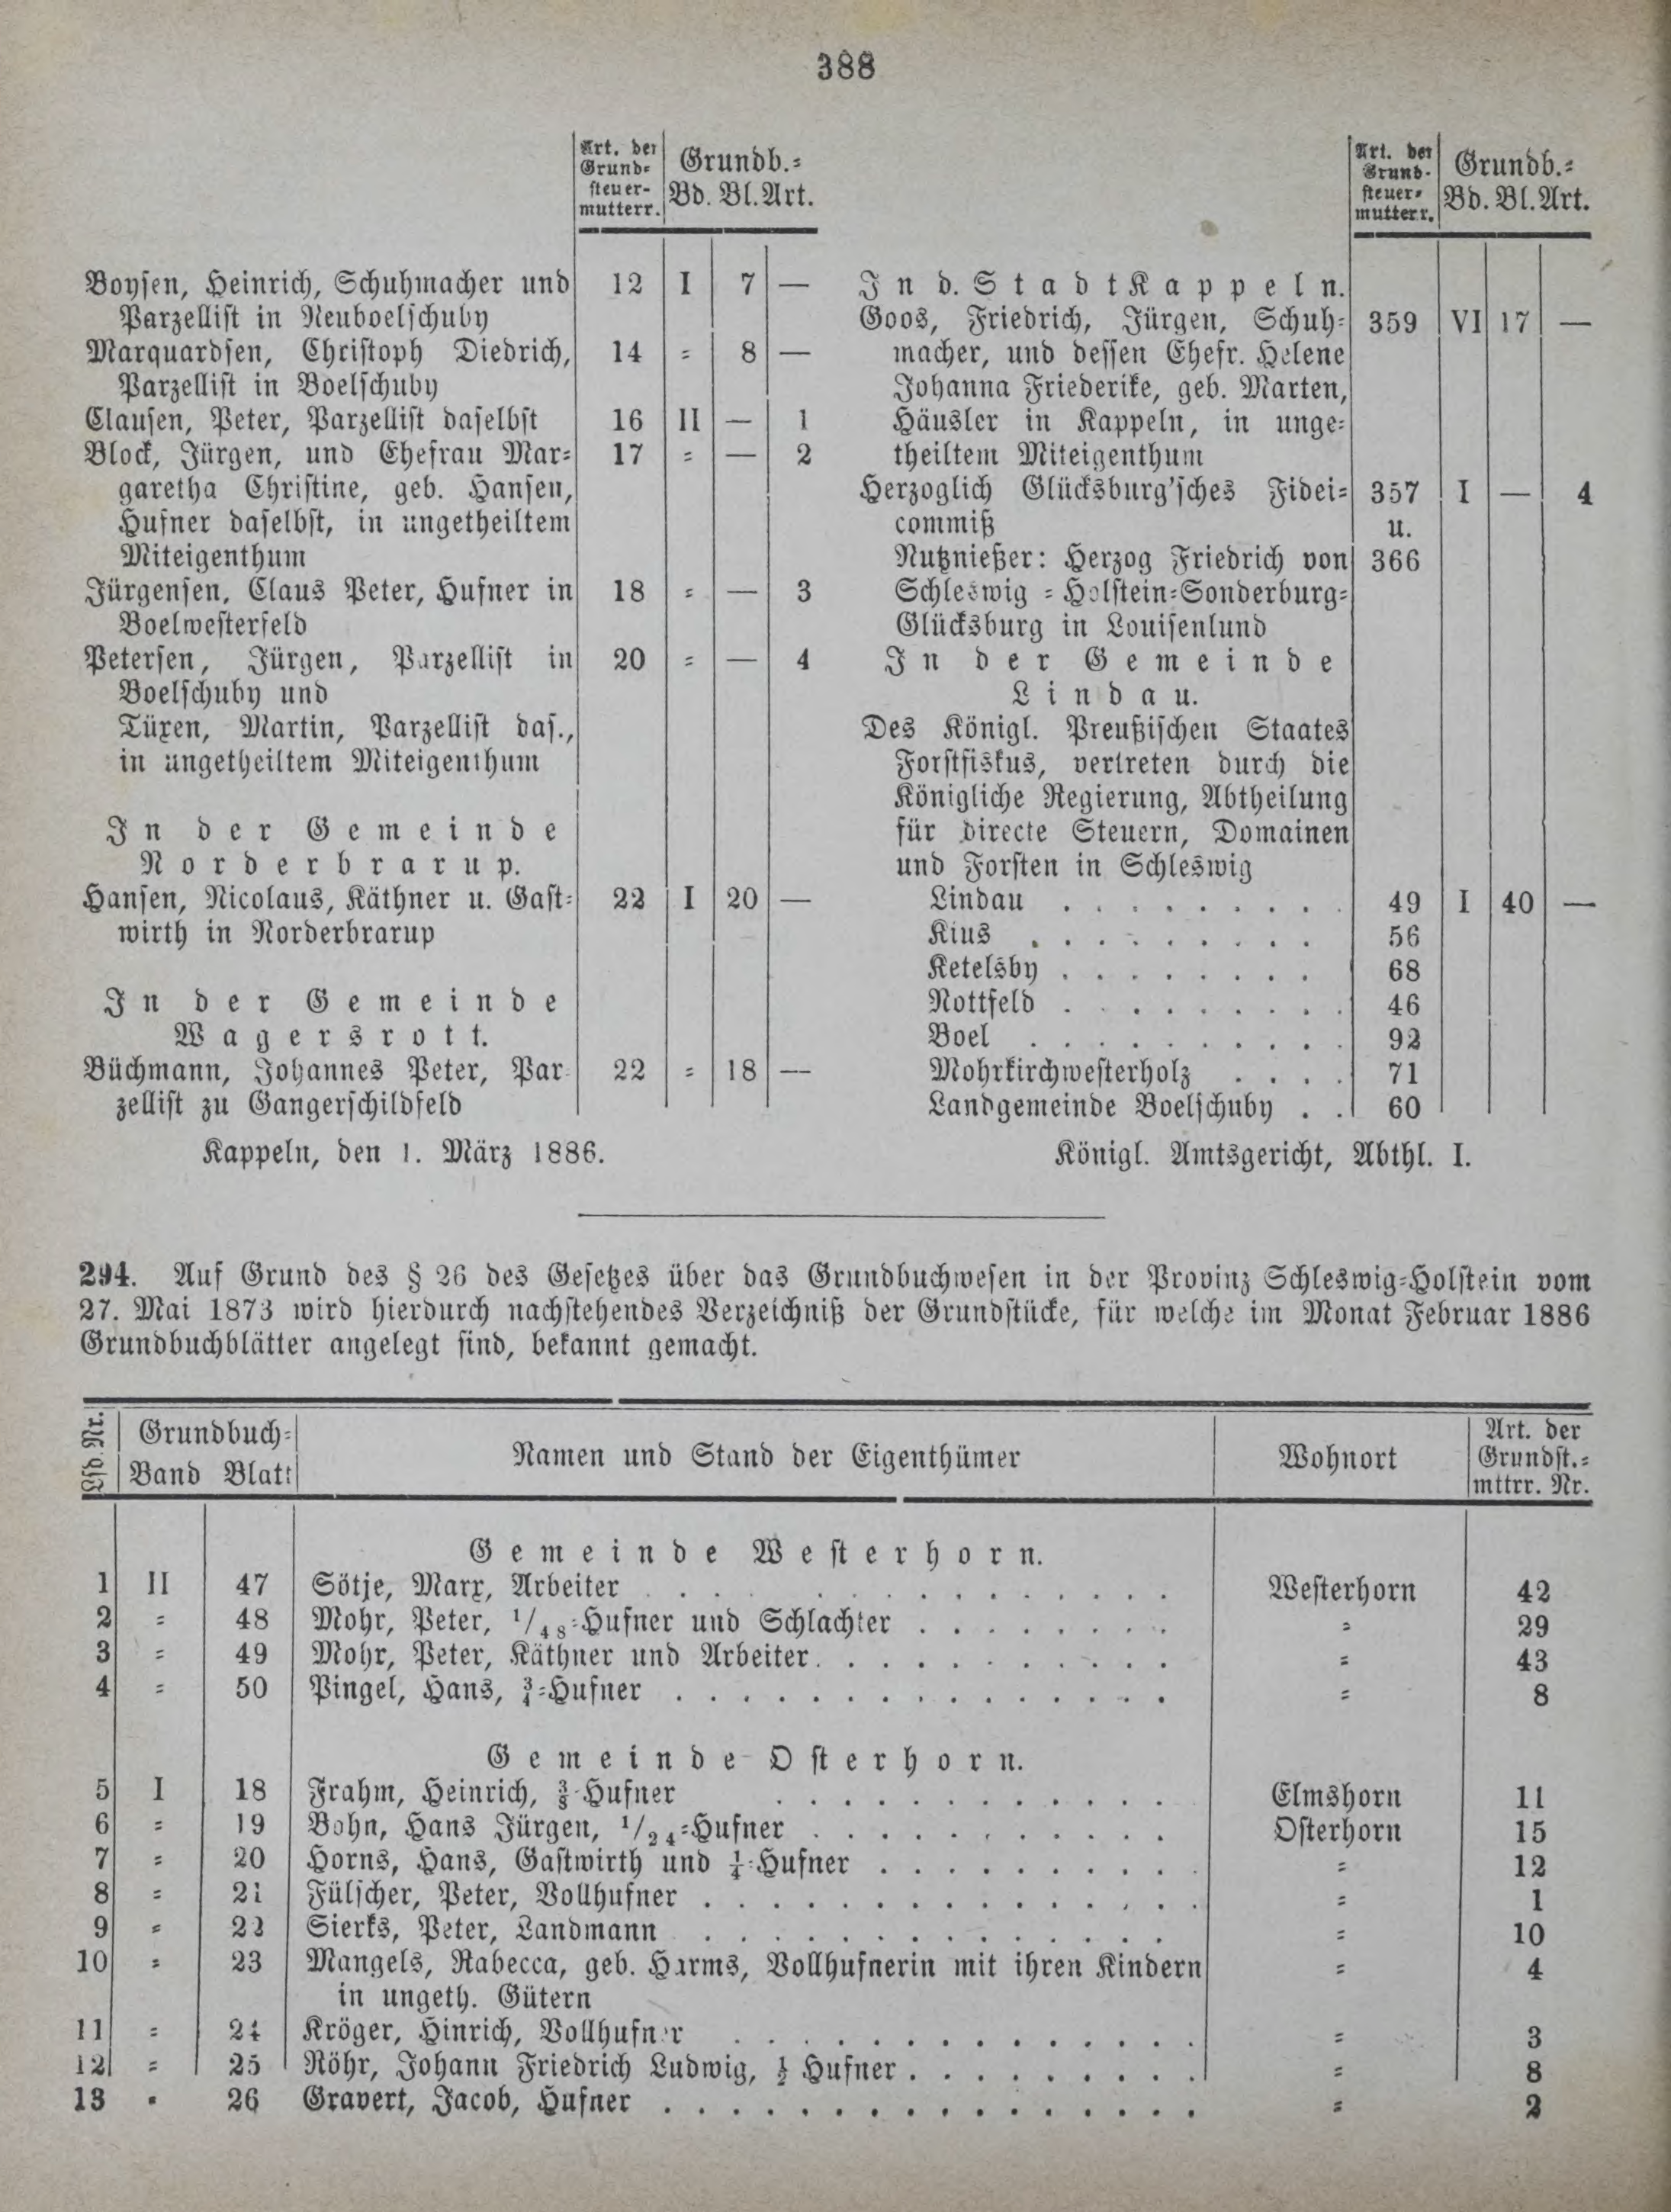 388
Art. der
Grund-
steuer-
mutterr.
Grundb.=
Bd. Bl. Art.
Boysen, Heinrich, Schuhmacher und 12 I 7 —
Parzellist in Neuboelschuby
Marquardsen, Christoph Diedrich, 14 = 8 —
Parzellist in Boelschuby
Clausen, Peter, Parzellist daselbst 16 II — 1
Block, Jürgen, und Ehefrau Mar= 17 = — 2
garetha Christine, geb. Hansen,
Hufner daselbst, in ungetheiltem
Miteigenthum
Jürgensen, Claus Peter, Hufner in 18 = — 3
Boelwesterfeld
Petersen, Jürgen, Parzellist in 20 = — 4
Boelschuby und
Türen, Martin, Parzellist das.,
in ungetheiltem Miteigenthum
In der Gemeinde
Norderbrarup.
Hansen, Nicolaus, Käthner u. Gast= 22 I 20 —
wirth in Norderbrarup
In der Gemeinde
Wagersrott.
Büchmann, Johannes Peter, Par= 22 = 18 —
zellist zu Gangerschildfeld
Art. der
Grund-
steuer=
mutterr.
Grundb.=
Bd. Bl. Art.
In d. Stadt Kappeln.
Goos, Friedrich, Jürgen, Schuh= 359 VI 17 —
macher, und dessen Ehefr. Helene
Johanna Friederike, geb. Marten,
Häusler in Kappeln, in unge=
theiltem Miteigenthum
Herzoglich Glücksburg'sches Fidei= 357 I — 4
commiß u.
Nutznießer: Herzog Friedrich von 366
Schleswig = Holstein=Sonderburg=
Glücksburg in Louisenlund
In der Gemeinde
Lindau.
Des Königl. Preußischen Staates
Forstfiskus, vertreten durch die
Königliche Regierung, Abtheilung
für directe Steuern, Domainen
und Forsten in Schleswig
Lindau . . . . . . . . . 49 I 40 —
Kius . . . . . . . . . 56
Ketelsby . . . . . . . . 68
Nottfeld . . . . . . . . . 46
Boel . . . . . . . . . . 92
Mohrkirchwesterholz . . . . 71
Landgemeinde Boelschuby . . 60
Kappeln, den 1. März 1886.
Königl. Amtsgericht, Abthl. I.
294. Auf Grund des § 26 des Gesetzes über das Grundbuchwesen in der Provinz Schleswig=Holstein vom
27. Mai 1873 wird hierdurch nachstehendes Verzeichniß der Grundstücke, für welche im Monat Februar 1886
Grundbuchblätter angelegt sind, bekannt gemacht.
Lfd. Nr.
Grundbuch=
Band Blatt
Namen und Stand der Eigenthümer
Wohnort
Art. der
Grundst.=
mttrr. Nr.
Gemeinde Westerhorn.
1 II 47 Sötje, Marx, Arbeiter . . . . . . . . . . . . . . . Westerhorn 42
2 = 48 Mohr, Peter, 1/48=Hufner und Schlachter . . . . . . . . = 29
3 = 49 Mohr, Peter, Käthner und Arbeiter . . . . . . . . . . . = 43
4 = 50 Pingel, Hans, 3/4=Hufner . . . . . . . . . . . . . . . = 8
Gemeinde Osterhorn.
5 I 18 Frahm, Heinrich, 3/8=Hufner . . . . . . . . . . . . Elmshorn 11
6 = 19 Bohn, Hans Jürgen, 1/24=Hufner . . . . . . . . . . . Osterhorn 15
7 = 20 Horns, Hans, Gastwirth und 1/4=Hufner . . . . . . . . . . = 12
8 = 21 Fülscher, Peter, Vollhufner . . . . . . . . . . . . . . . = 1
9 = 22 Sierks, Peter, Landmann . . . . . . . . . . . . . . = 10
10 = 23 Mangels, Rabecca, geb. Harms, Vollhufnerin mit ihren Kindern = 4
in ungeth. Gütern
11 = 24 Kröger, Hinrich, Vollhufner . . . . . . . . . . . . . . = 3
12 = 25 Röhr, Johann Friedrich Ludwig, 1/2 Hufner . . . . . . . . . = 8
13 = 26 Gravert, Jacob, Hufner . . . . . . . . . . . . . . . . = 2